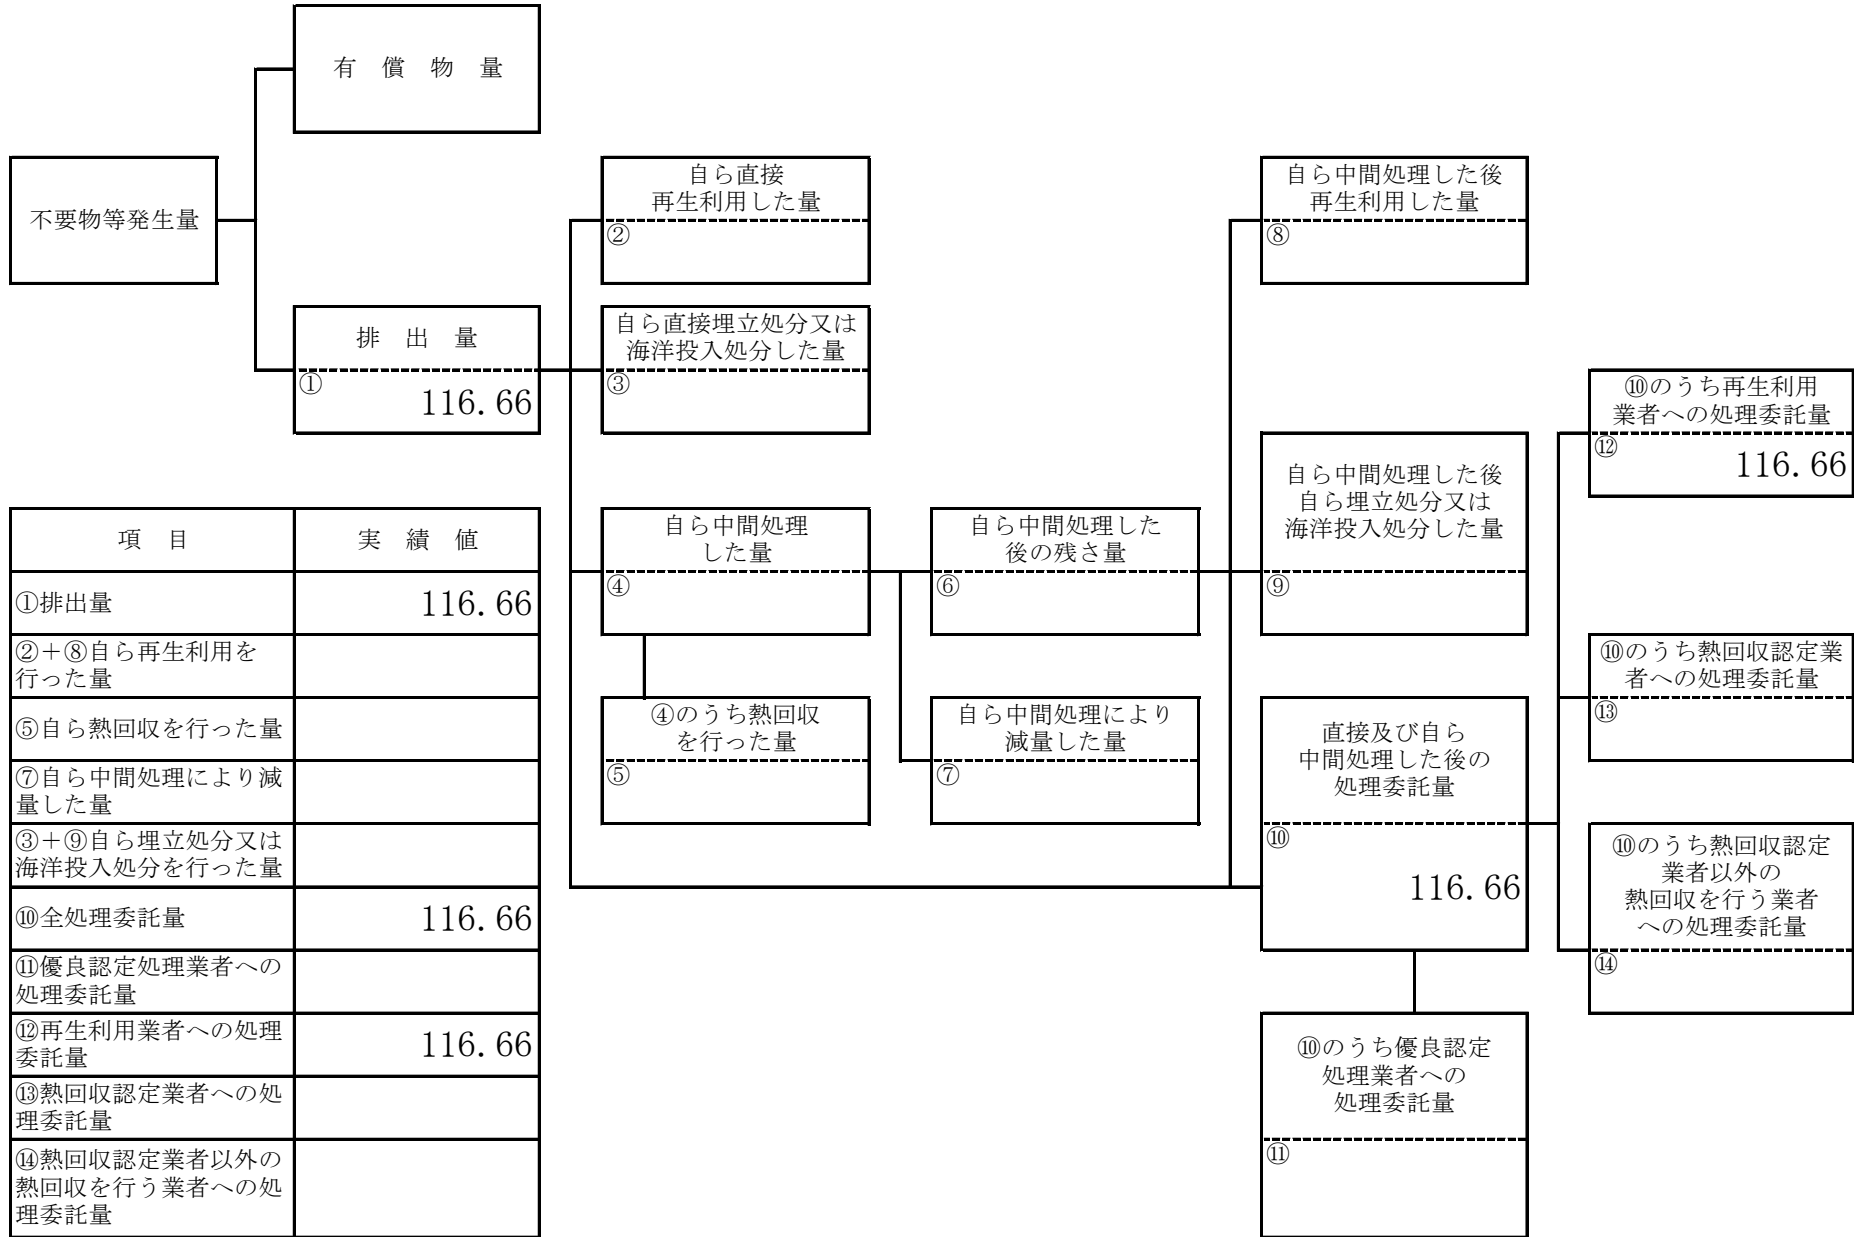 有　償　物　量
不要物等発生量
排　出　量
①
116.66
自ら直接
再生利用した量
②
自ら直接埋立処分又は
海洋投入処分した量
③
自ら中間処理
した量
④
④のうち熱回収
を行った量
⑤
自ら中間処理した
後の残さ量
⑥
自ら中間処理により
減量した量
⑦
自ら中間処理した後
再生利用した量
⑧
自ら中間処理した後
自ら埋立処分又は
海洋投入処分した量
⑨
直接及び自ら
中間処理した後の
処理委託量
⑩
116.66
⑩のうち優良認定
処理業者への
処理委託量
⑪
⑩のうち再生利用
業者への処理委託量
⑫
116.66
⑩のうち熱回収認定業
者への処理委託量
⑬
⑩のうち熱回収認定
業者以外の
熱回収を行う業者
への処理委託量
⑭
項　目　実　績　値
①排出量　116.66
②＋⑧自ら再生利用を
行った量
⑤自ら熱回収を行った量
⑦自ら中間処理により減
量した量
③＋⑨自ら埋立処分又は
海洋投入処分を行った量
⑩全処理委託量　116.66
⑪優良認定処理業者への
処理委託量
⑫再生利用業者への処理
委託量　116.66
⑬熱回収認定業者への処
理委託量
⑭熱回収認定業者以外の
熱回収を行う業者への処
理委託量